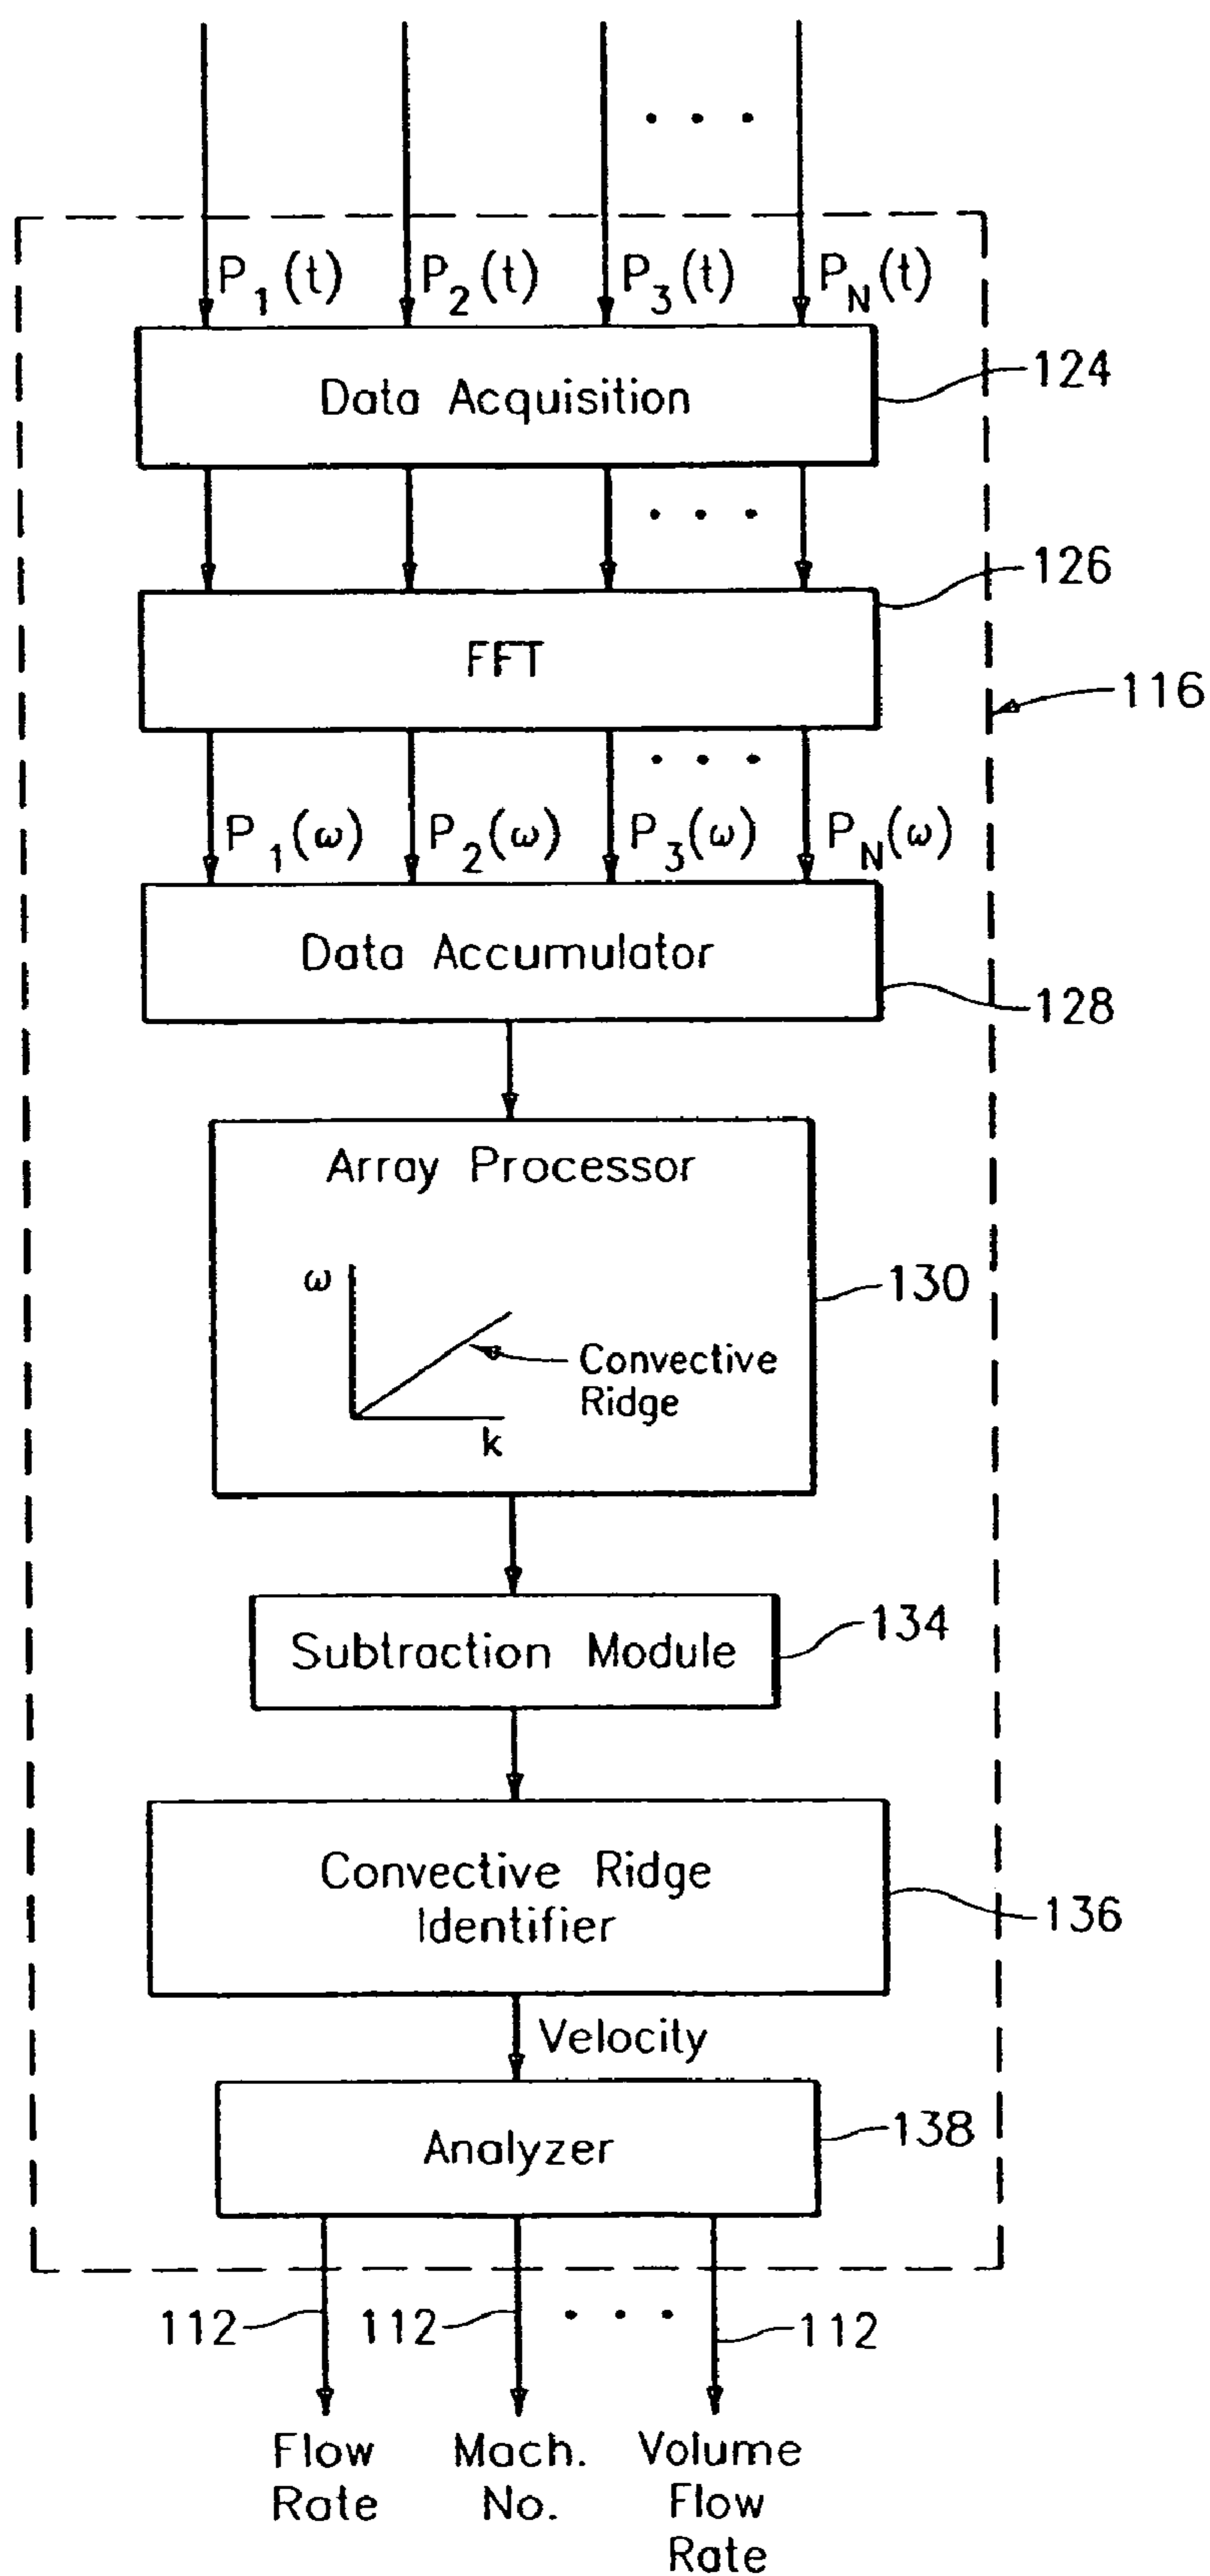 P1(t) P2(t) P3(t) PN(t)
Data Acquisition
124
FFT
126
116
P1(ω) P2(ω) P3(ω) PN(ω)
Data Accumulator
128
Array Processor
ω
Convective
Ridge
k
130
Subtraction Module
134
Convective Ridge
Identifier
136
Velocity
Analyzer
138
112 112 112
Flow
Rate
Mach.
No.
Volume
Flow
Rate